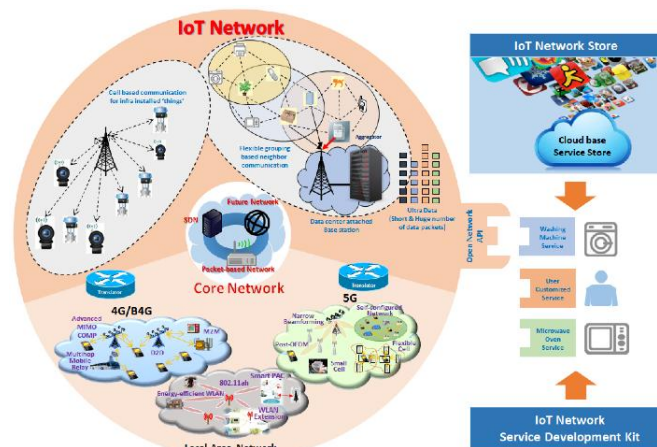 IoT Network
Cell based communication
for infra installed "things"
Aggregator
Flexible grouping
based neighbor
communication
Data center attached
base station
Ultra Data
(Short & Huge number
of data packets)
Future Network
SDN
Packet-based Network
Core Network
Translator
4G/B4G
Translator
5G
Advanced
MIMO
COMP
M2M
Multihop
Mobile
Relay
D2D
Narrow
Beamforming
Self-configured
Network
Post-OFDM
Small
Cell
Flexible
Cell
802.11ah
Smart PAC
Energy-efficient WLAN
WLAN
Extension
Local Area Network
Open Network
API
IoT Network Store
Cloud base
Service Store
Washing
Machine
Service
User
Customized
Service
Microwave
Oven
Service
IoT Network
Service Development Kit